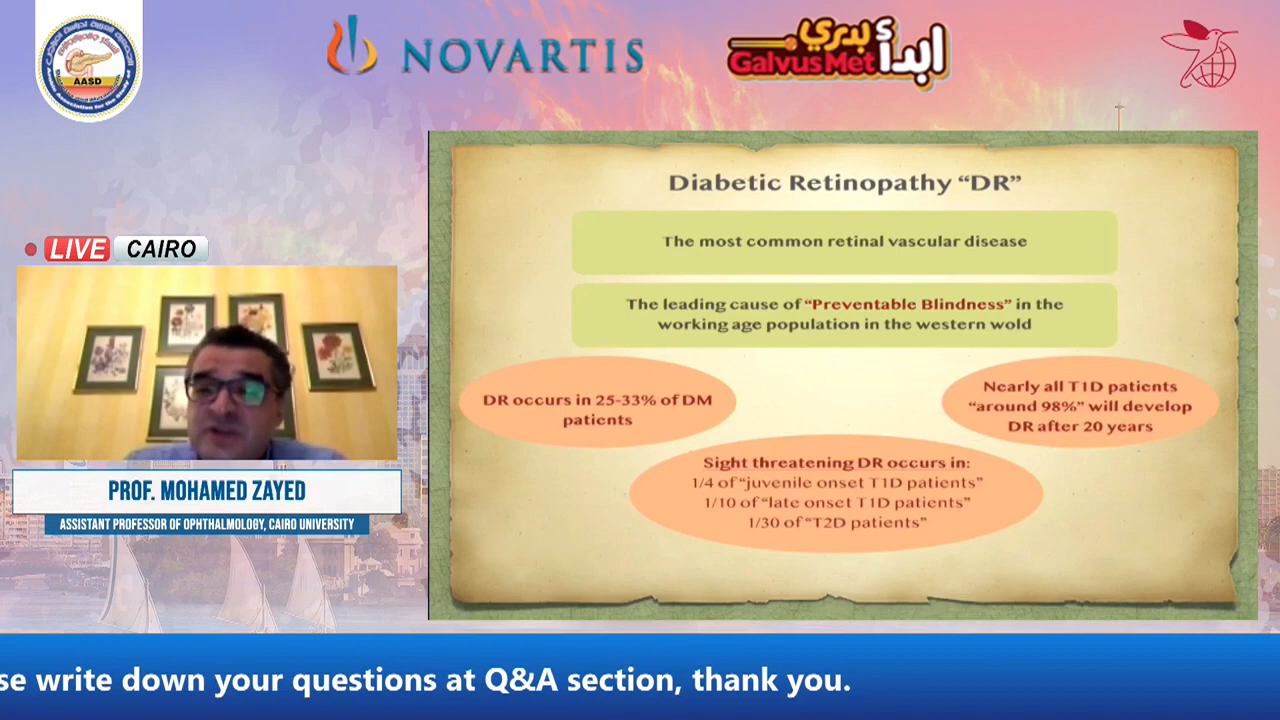 AASD
NOVARTIS
ابدأ بدري
GalvusMet
LIVE
CAIRO
PROF. MOHAMED ZAYED
ASSISTANT PROFESSOR OF OPHTHALMOLOGY, CAIRO UNIVERSITY
Diabetic Retinopathy “DR”
The most common retinal vascular disease
The leading cause of “Preventable Blindness” in the
working age population in the western wold
DR occurs in 25-33% of DM
patients
Nearly all T1D patients
“around 98%” will develop
DR after 20 years
Sight threatening DR occurs in:
1/4 of “juvenile onset T1D patients”
1/10 of “late onset T1D patients”
1/30 of “T2D patients”
se write down your questions at Q&A section, thank you.